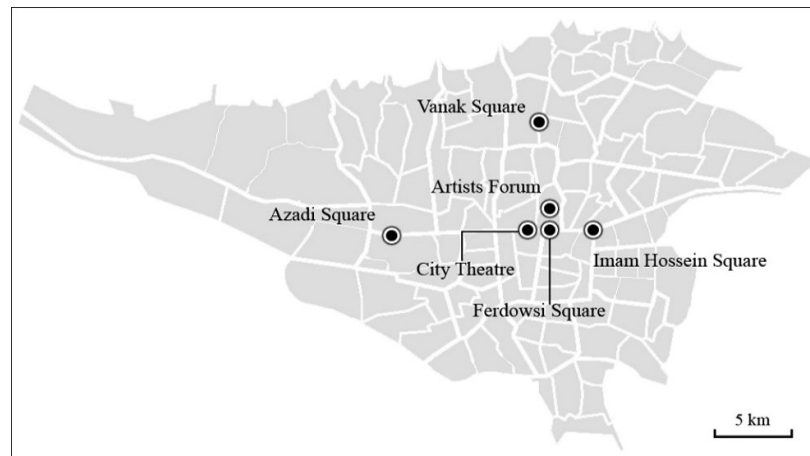 Vanak Square
Artists Forum
Azadi Square
City Theatre
Imam Hossein Square
Ferdowsi Square
5 km